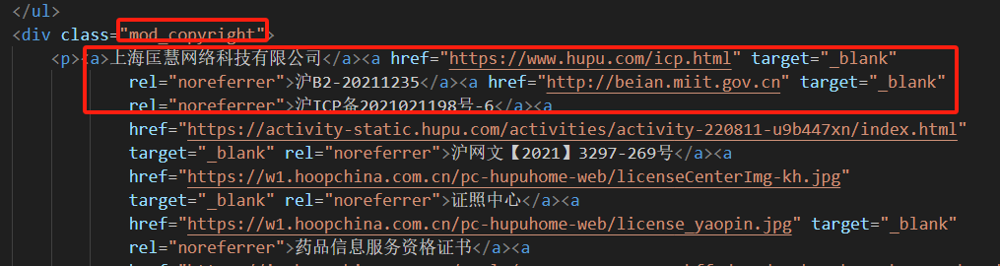 </ul>
<div class="mod_copyright">
<p><a>上海匡慧网络科技有限公司</a><a href="https://www.hupu.com/icp.html" target="_blank"
rel="noreferrer">沪B2-20211235</a><a href="http://beian.miit.gov.cn" target="_blank"
rel="noreferrer">沪ICP备2021021198号-6</a><a
href="https://activity-static.hupu.com/activities/activity-220811-u9b447xn/index.html"
target="_blank" rel="noreferrer">沪网文【2021】3297-269号</a><a
href="https://w1.hoopchina.com.cn/pc-hupuhome-web/licenseCenterImg-kh.jpg"
target="_blank" rel="noreferrer">证照中心</a><a
href="https://w1.hoopchina.com.cn/pc-hupuhome-web/license_yaopin.jpg" target="_blank"
rel="noreferrer">药品信息服务资格证书</a><a